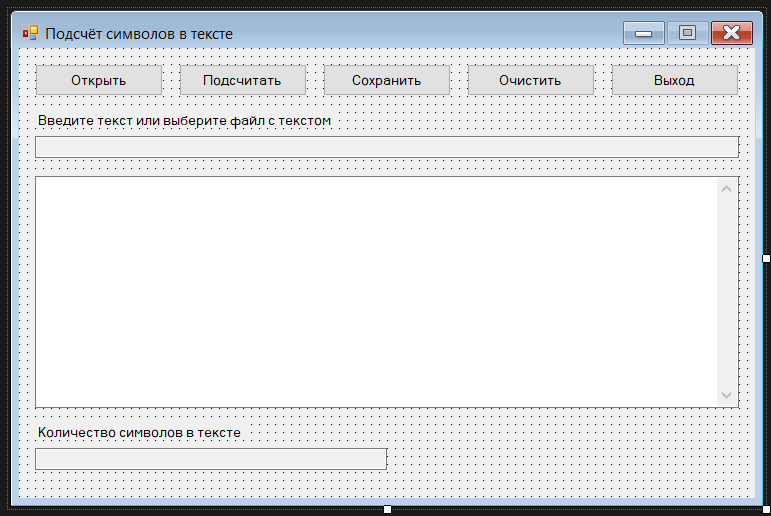 Подсчёт символов в тексте
Открыть Подсчитать Сохранить Очистить Выход
Введите текст или выберите файл с текстом
Количество символов в тексте